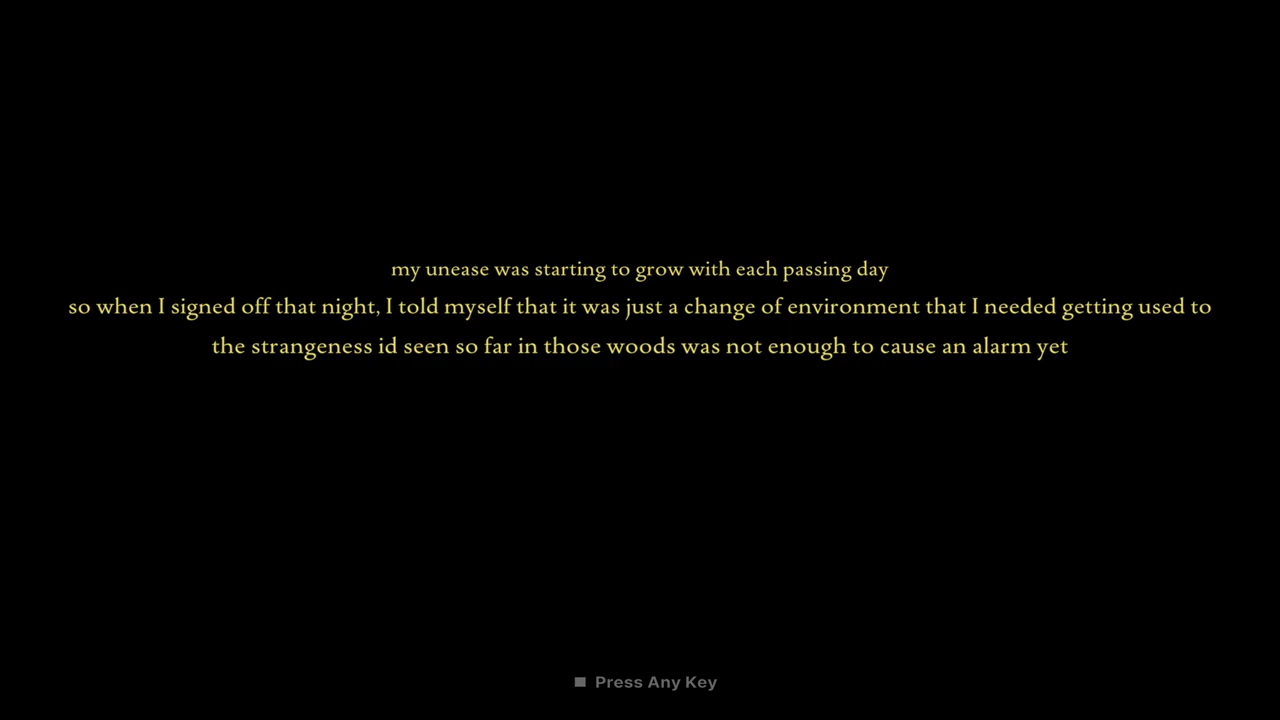 my unease was starting to grow with each passing day
so when I signed off that night, I told myself that it was just a change of environment that I needed getting used to
the strangeness id seen so far in those woods was not enough to cause an alarm yet
Press Any Key